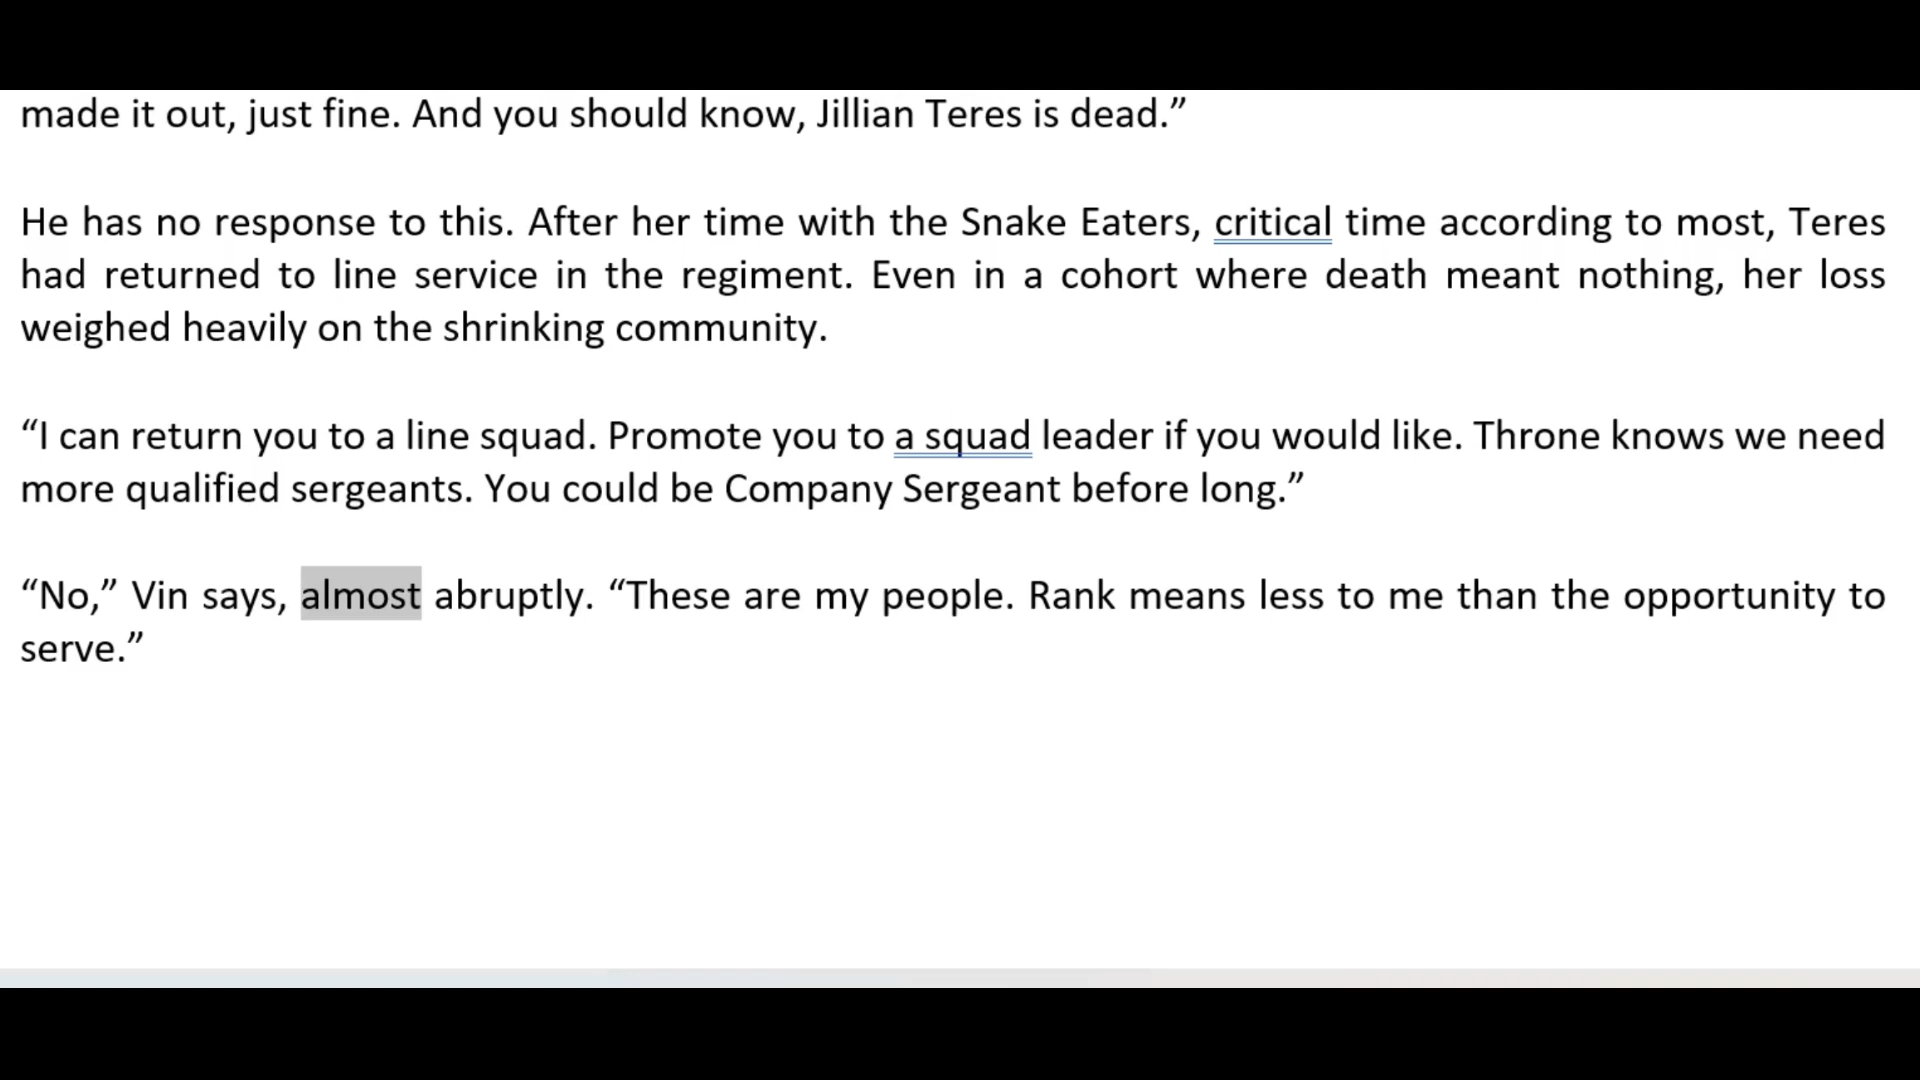 made it out, just fine. And you should know, Jillian Teres is dead.”
He has no response to this. After her time with the Snake Eaters, critical time according to most, Teres
had returned to line service in the regiment. Even in a cohort where death meant nothing, her loss
weighed heavily on the shrinking community.
“I can return you to a line squad. Promote you to a squad leader if you would like. Throne knows we need
more qualified sergeants. You could be Company Sergeant before long.”
“No,” Vin says, almost abruptly. “These are my people. Rank means less to me than the opportunity to
serve.”